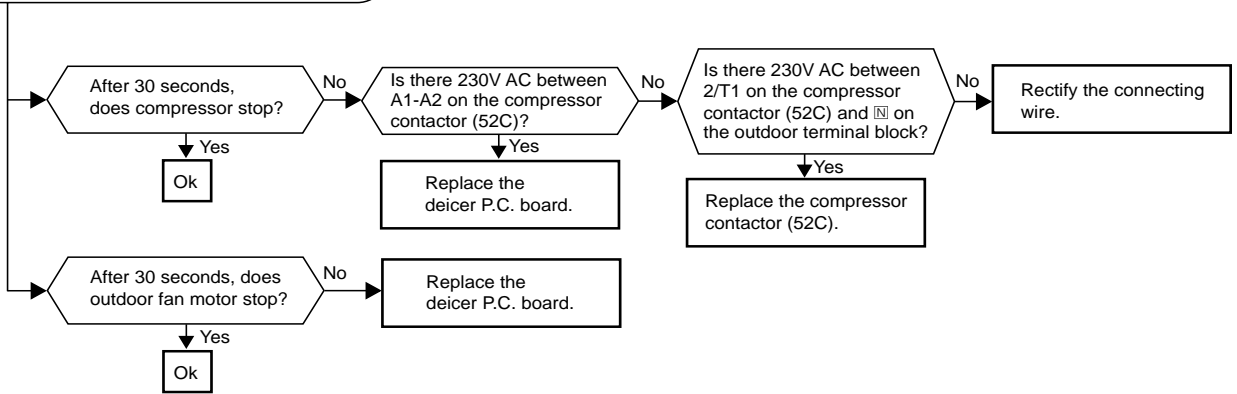 After 30 seconds,
does compressor stop?
No
Is there 230V AC between
A1-A2 on the compressor
contactor (52C)?
No
Is there 230V AC between
2/T1 on the compressor
contactor (52C) and N on
the outdoor terminal block?
No
Rectify the connecting
wire.
Yes
Ok
Yes
Replace the
deicer P.C. board.
Yes
Replace the compressor
contactor (52C).
After 30 seconds, does
outdoor fan motor stop?
No
Replace the
deicer P.C. board.
Yes
Ok